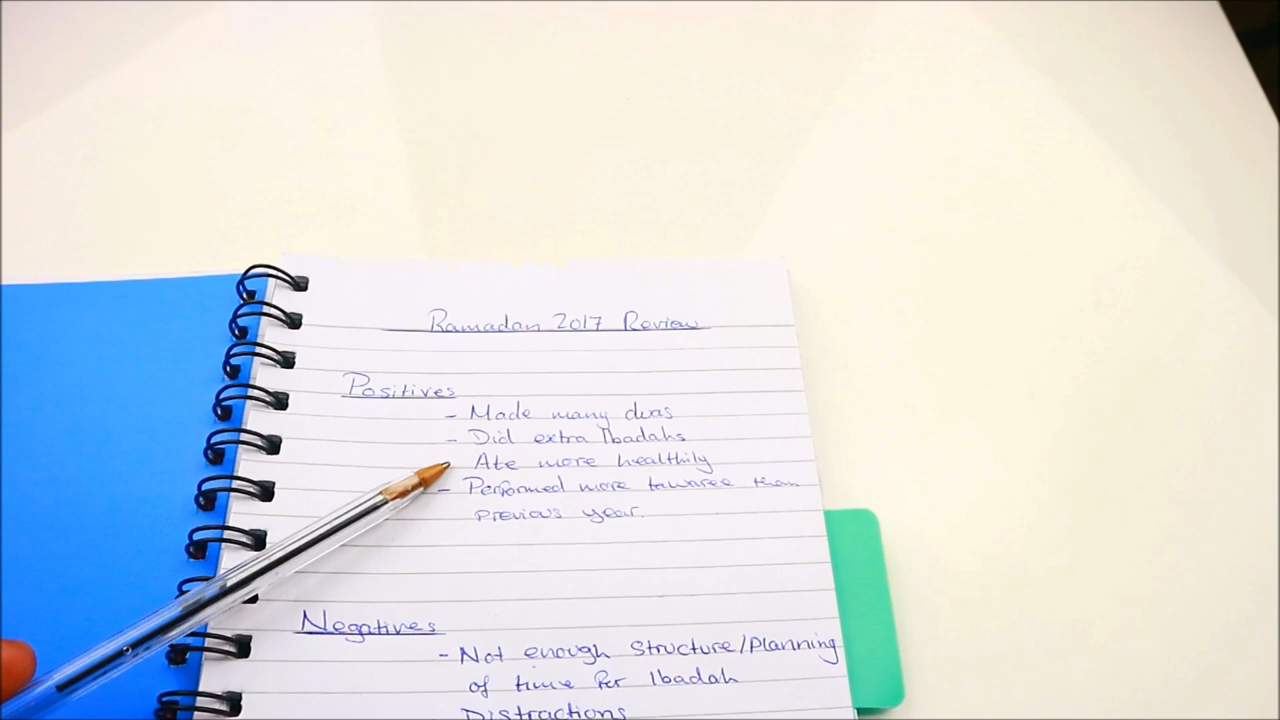 Ramadan 2017 Review
Positives
- Made many duas
- Did extra Ibadahs
Ate more healthily
- Performed more tawaree than
previous year.
Negatives
- Not enough structure/planning
of time for Ibadah
Distractions